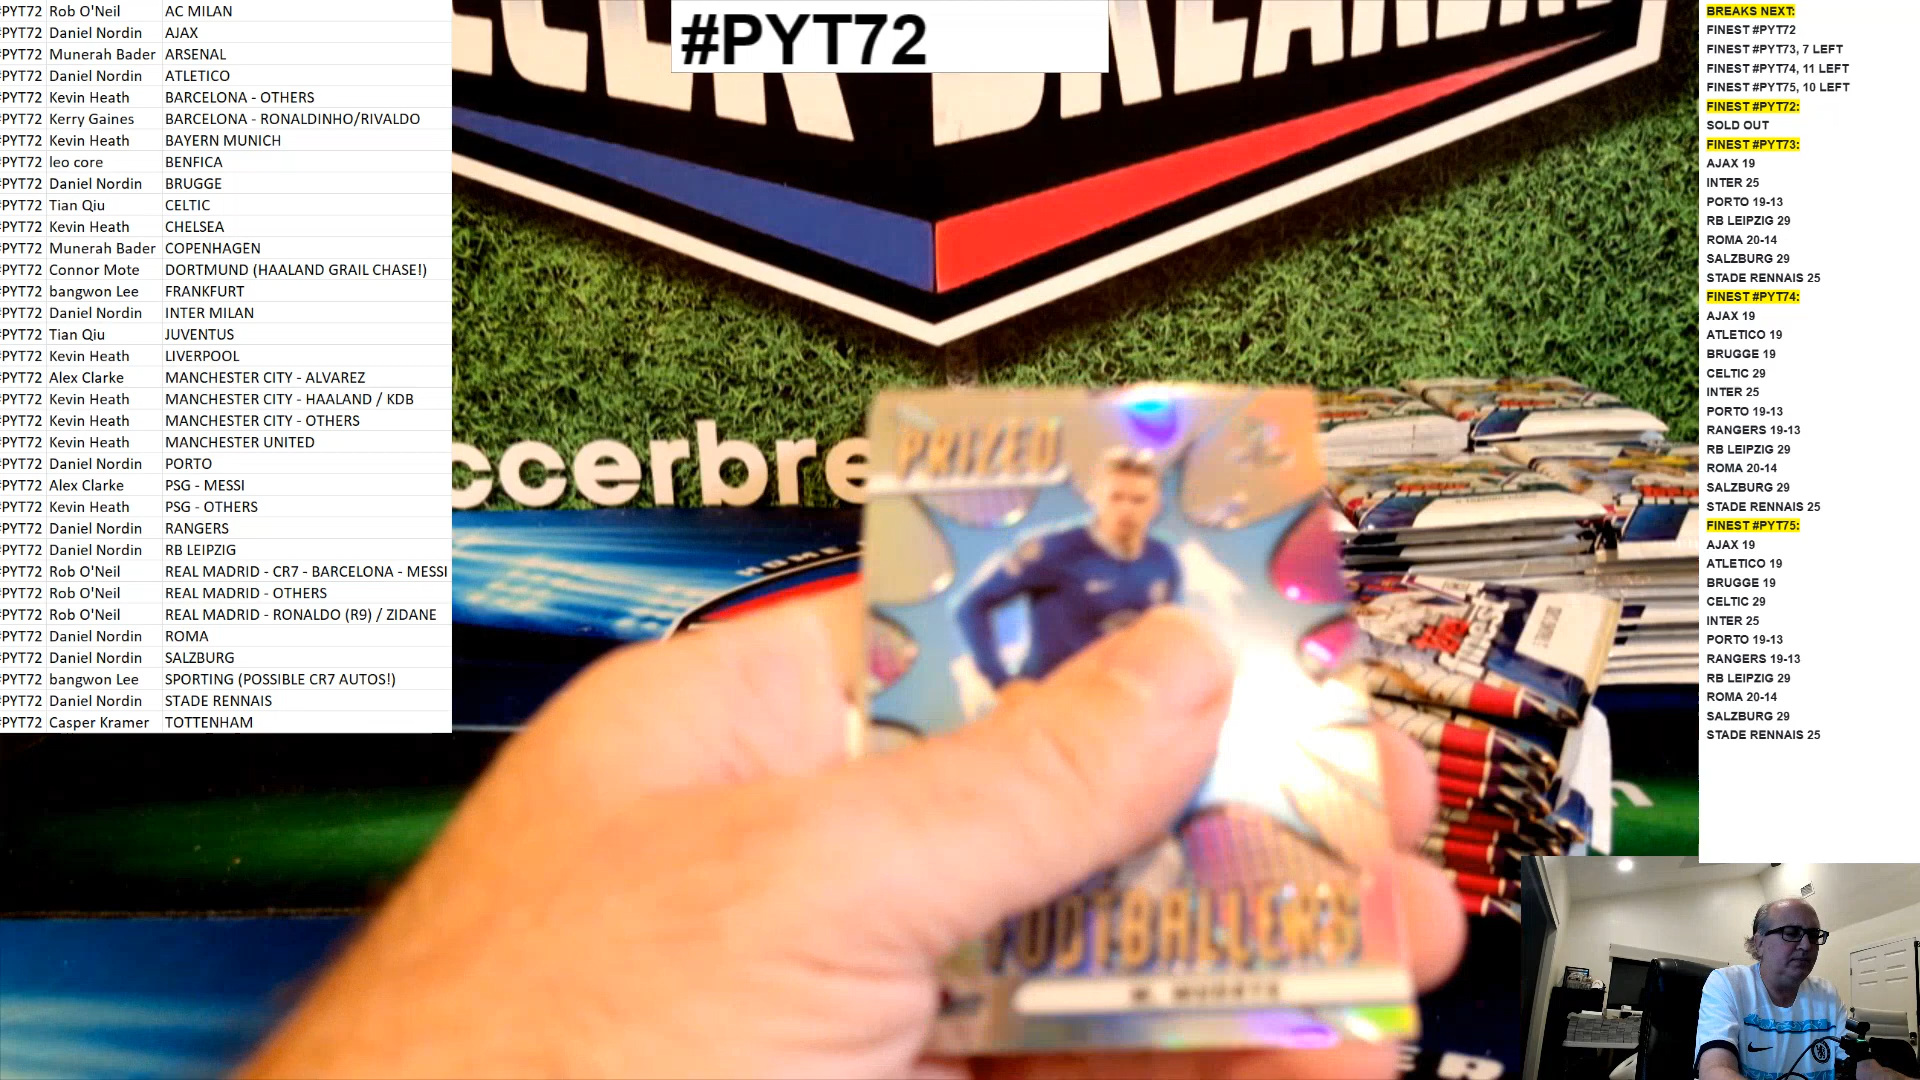 #PYT72
#PYT72 Rob O'Neil AC MILAN
#PYT72 Daniel Nordin AJAX
#PYT72 Munerah Bader ARSENAL
#PYT72 Daniel Nordin ATLETICO
#PYT72 Kevin Heath BARCELONA - OTHERS
#PYT72 Kerry Gaines BARCELONA - RONALDINHO/RIVALDO
#PYT72 Kevin Heath BAYERN MUNICH
#PYT72 leo core BENFICA
#PYT72 Daniel Nordin BRUGGE
#PYT72 Tian Qiu CELTIC
#PYT72 Kevin Heath CHELSEA
#PYT72 Munerah Bader COPENHAGEN
#PYT72 Connor Mote DORTMUND (HAALAND GRAIL CHASE!)
#PYT72 bangwon Lee FRANKFURT
#PYT72 Daniel Nordin INTER MILAN
#PYT72 Tian Qiu JUVENTUS
#PYT72 Kevin Heath LIVERPOOL
#PYT72 Alex Clarke MANCHESTER CITY - ALVAREZ
#PYT72 Kevin Heath MANCHESTER CITY - HAALAND / KDB
#PYT72 Kevin Heath MANCHESTER CITY - OTHERS
#PYT72 Kevin Heath MANCHESTER UNITED
#PYT72 Daniel Nordin PORTO
#PYT72 Alex Clarke PSG - MESSI
#PYT72 Kevin Heath PSG - OTHERS
#PYT72 Daniel Nordin RANGERS
#PYT72 Daniel Nordin RB LEIPZIG
#PYT72 Rob O'Neil REAL MADRID - CR7 - BARCELONA - MESSI
#PYT72 Rob O'Neil REAL MADRID - OTHERS
#PYT72 Rob O'Neil REAL MADRID - RONALDO (R9) / ZIDANE
#PYT72 Daniel Nordin ROMA
#PYT72 Daniel Nordin SALZBURG
#PYT72 bangwon Lee SPORTING (POSSIBLE CR7 AUTOS!)
#PYT72 Daniel Nordin STADE RENNAIS
#PYT72 Casper Kramer TOTTENHAM
ccerbre
HOME
PRIZED
FOOTBALLERS
BREAKS NEXT:
FINEST #PYT72
FINEST #PYT73, 7 LEFT
FINEST #PYT74, 11 LEFT
FINEST #PYT75, 10 LEFT
FINEST #PYT72:
SOLD OUT
FINEST #PYT73:
AJAX 19
INTER 25
PORTO 19-13
RB LEIPZIG 29
ROMA 20-14
SALZBURG 29
STADE RENNAIS 25
FINEST #PYT74:
AJAX 19
ATLETICO 19
BRUGGE 19
CELTIC 29
INTER 25
PORTO 19-13
RANGERS 19-13
RB LEIPZIG 29
ROMA 20-14
SALZBURG 29
STADE RENNAIS 25
FINEST #PYT75:
AJAX 19
ATLETICO 19
BRUGGE 19
CELTIC 29
INTER 25
PORTO 19-13
RANGERS 19-13
RB LEIPZIG 29
ROMA 20-14
SALZBURG 29
STADE RENNAIS 25